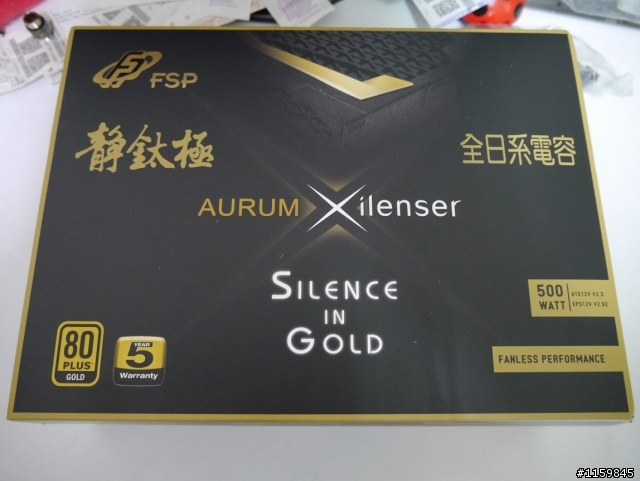 FSP
靜鈦極
全日系電容
AURUM Xilenser
SILENCE
IN
GOLD
500
WATT
ATX12V V2.3
EPS12V V2.92
FANLESS PERFORMANCE
80
PLUS
GOLD
YEAR
5
Warranty
#1159845